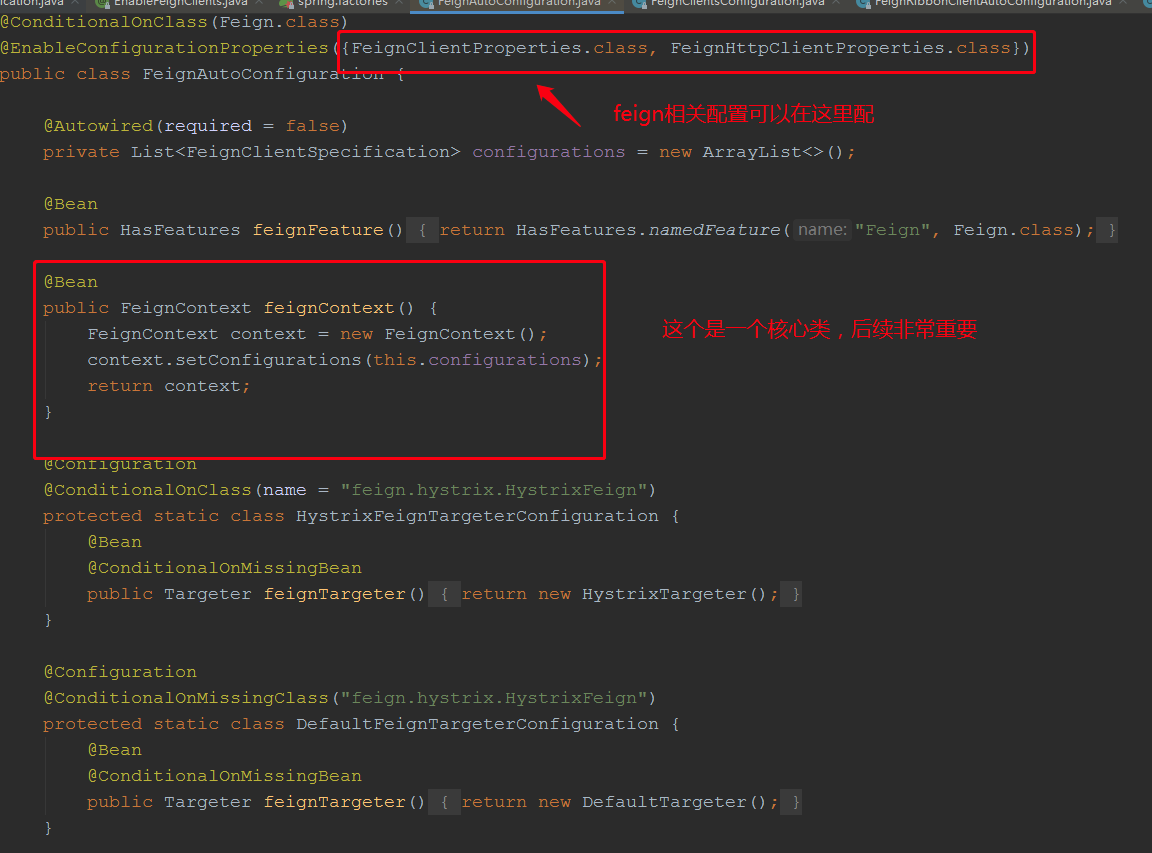 ication.java
EnableFeignClients.java
spring.factories
FeignAutoConfiguration.java
FeignClientsConfiguration.java
FeignRibbonClientAutoConfiguration.java
@ConditionalOnClass(Feign.class)
@EnableConfigurationProperties({FeignClientProperties.class, FeignHttpClientProperties.class})
public class FeignAutoConfiguration {
feign相关配置可以在这里配
@Autowired(required = false)
private List<FeignClientSpecification> configurations = new ArrayList<>();
@Bean
public HasFeatures feignFeature() { return HasFeatures.namedFeature( name: "Feign", Feign.class); }
@Bean
public FeignContext feignContext() {
FeignContext context = new FeignContext();
这个是一个核心类，后续非常重要
context.setConfigurations(this.configurations);
return context;
}
@Configuration
@ConditionalOnClass(name = "feign.hystrix.HystrixFeign")
protected static class HystrixFeignTargeterConfiguration {
@Bean
@ConditionalOnMissingBean
public Targeter feignTargeter() { return new HystrixTargeter(); }
}
@Configuration
@ConditionalOnMissingClass("feign.hystrix.HystrixFeign")
protected static class DefaultFeignTargeterConfiguration {
@Bean
@ConditionalOnMissingBean
public Targeter feignTargeter() { return new DefaultTargeter(); }
}